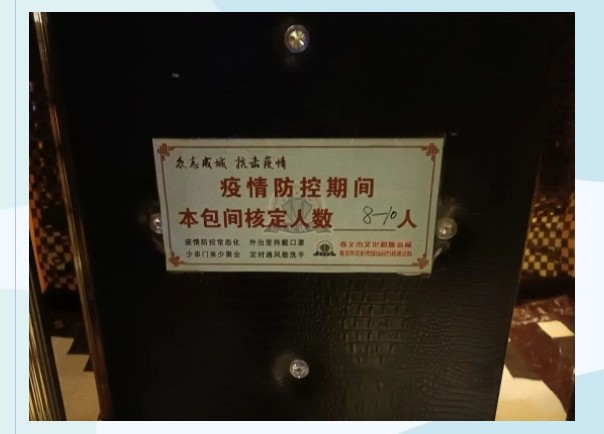 众志成城 抗击疫情
疫情防控期间
本包间核定人数 8-10 人
疫情防控常态化 外出坚持戴口罩
少串门来少聚会 定时通风勤洗手